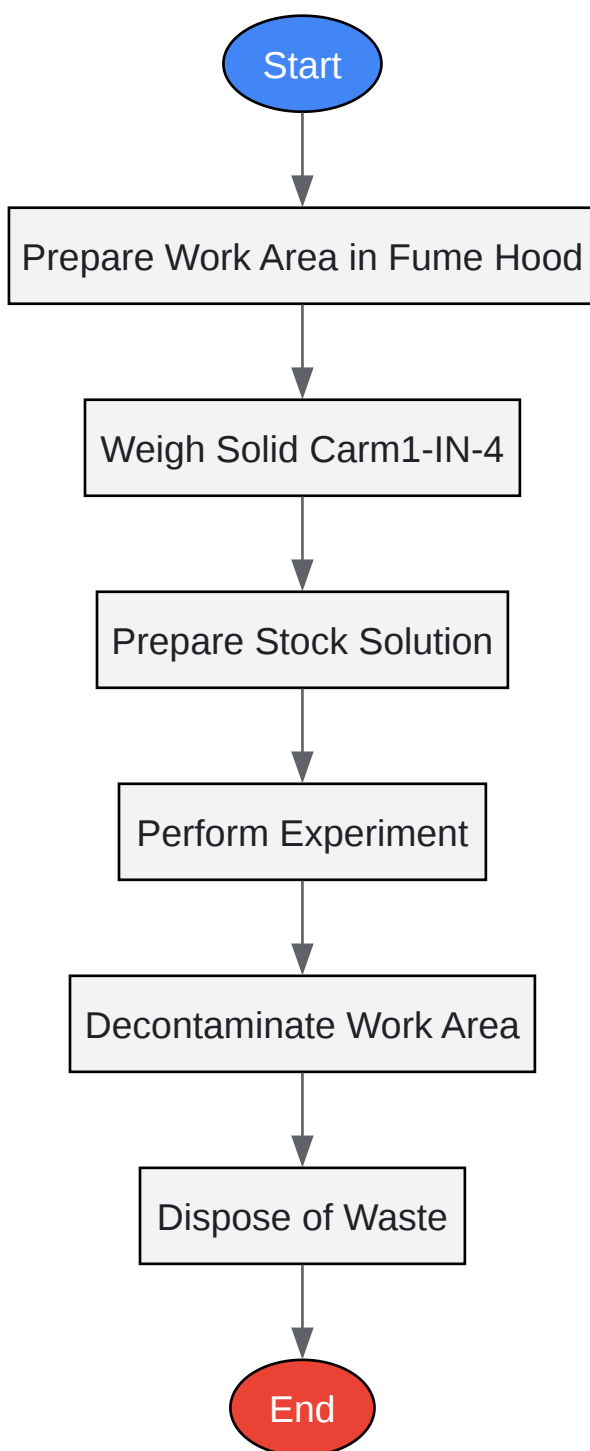 Start
Prepare Work Area in Fume Hood
Weigh Solid Carm1-IN-4
Prepare Stock Solution
Perform Experiment
Decontaminate Work Area
Dispose of Waste
End